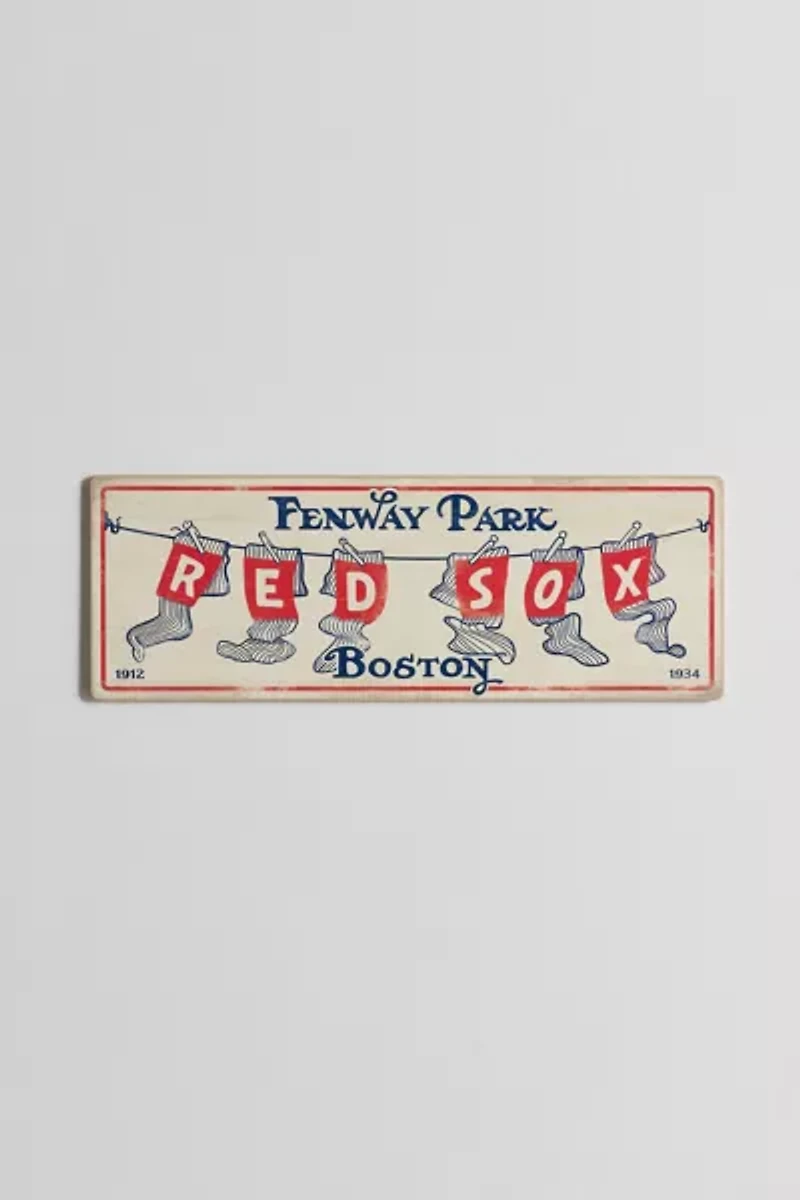 FENWAY PARK
RED SOX
BOSTON
1912
1934